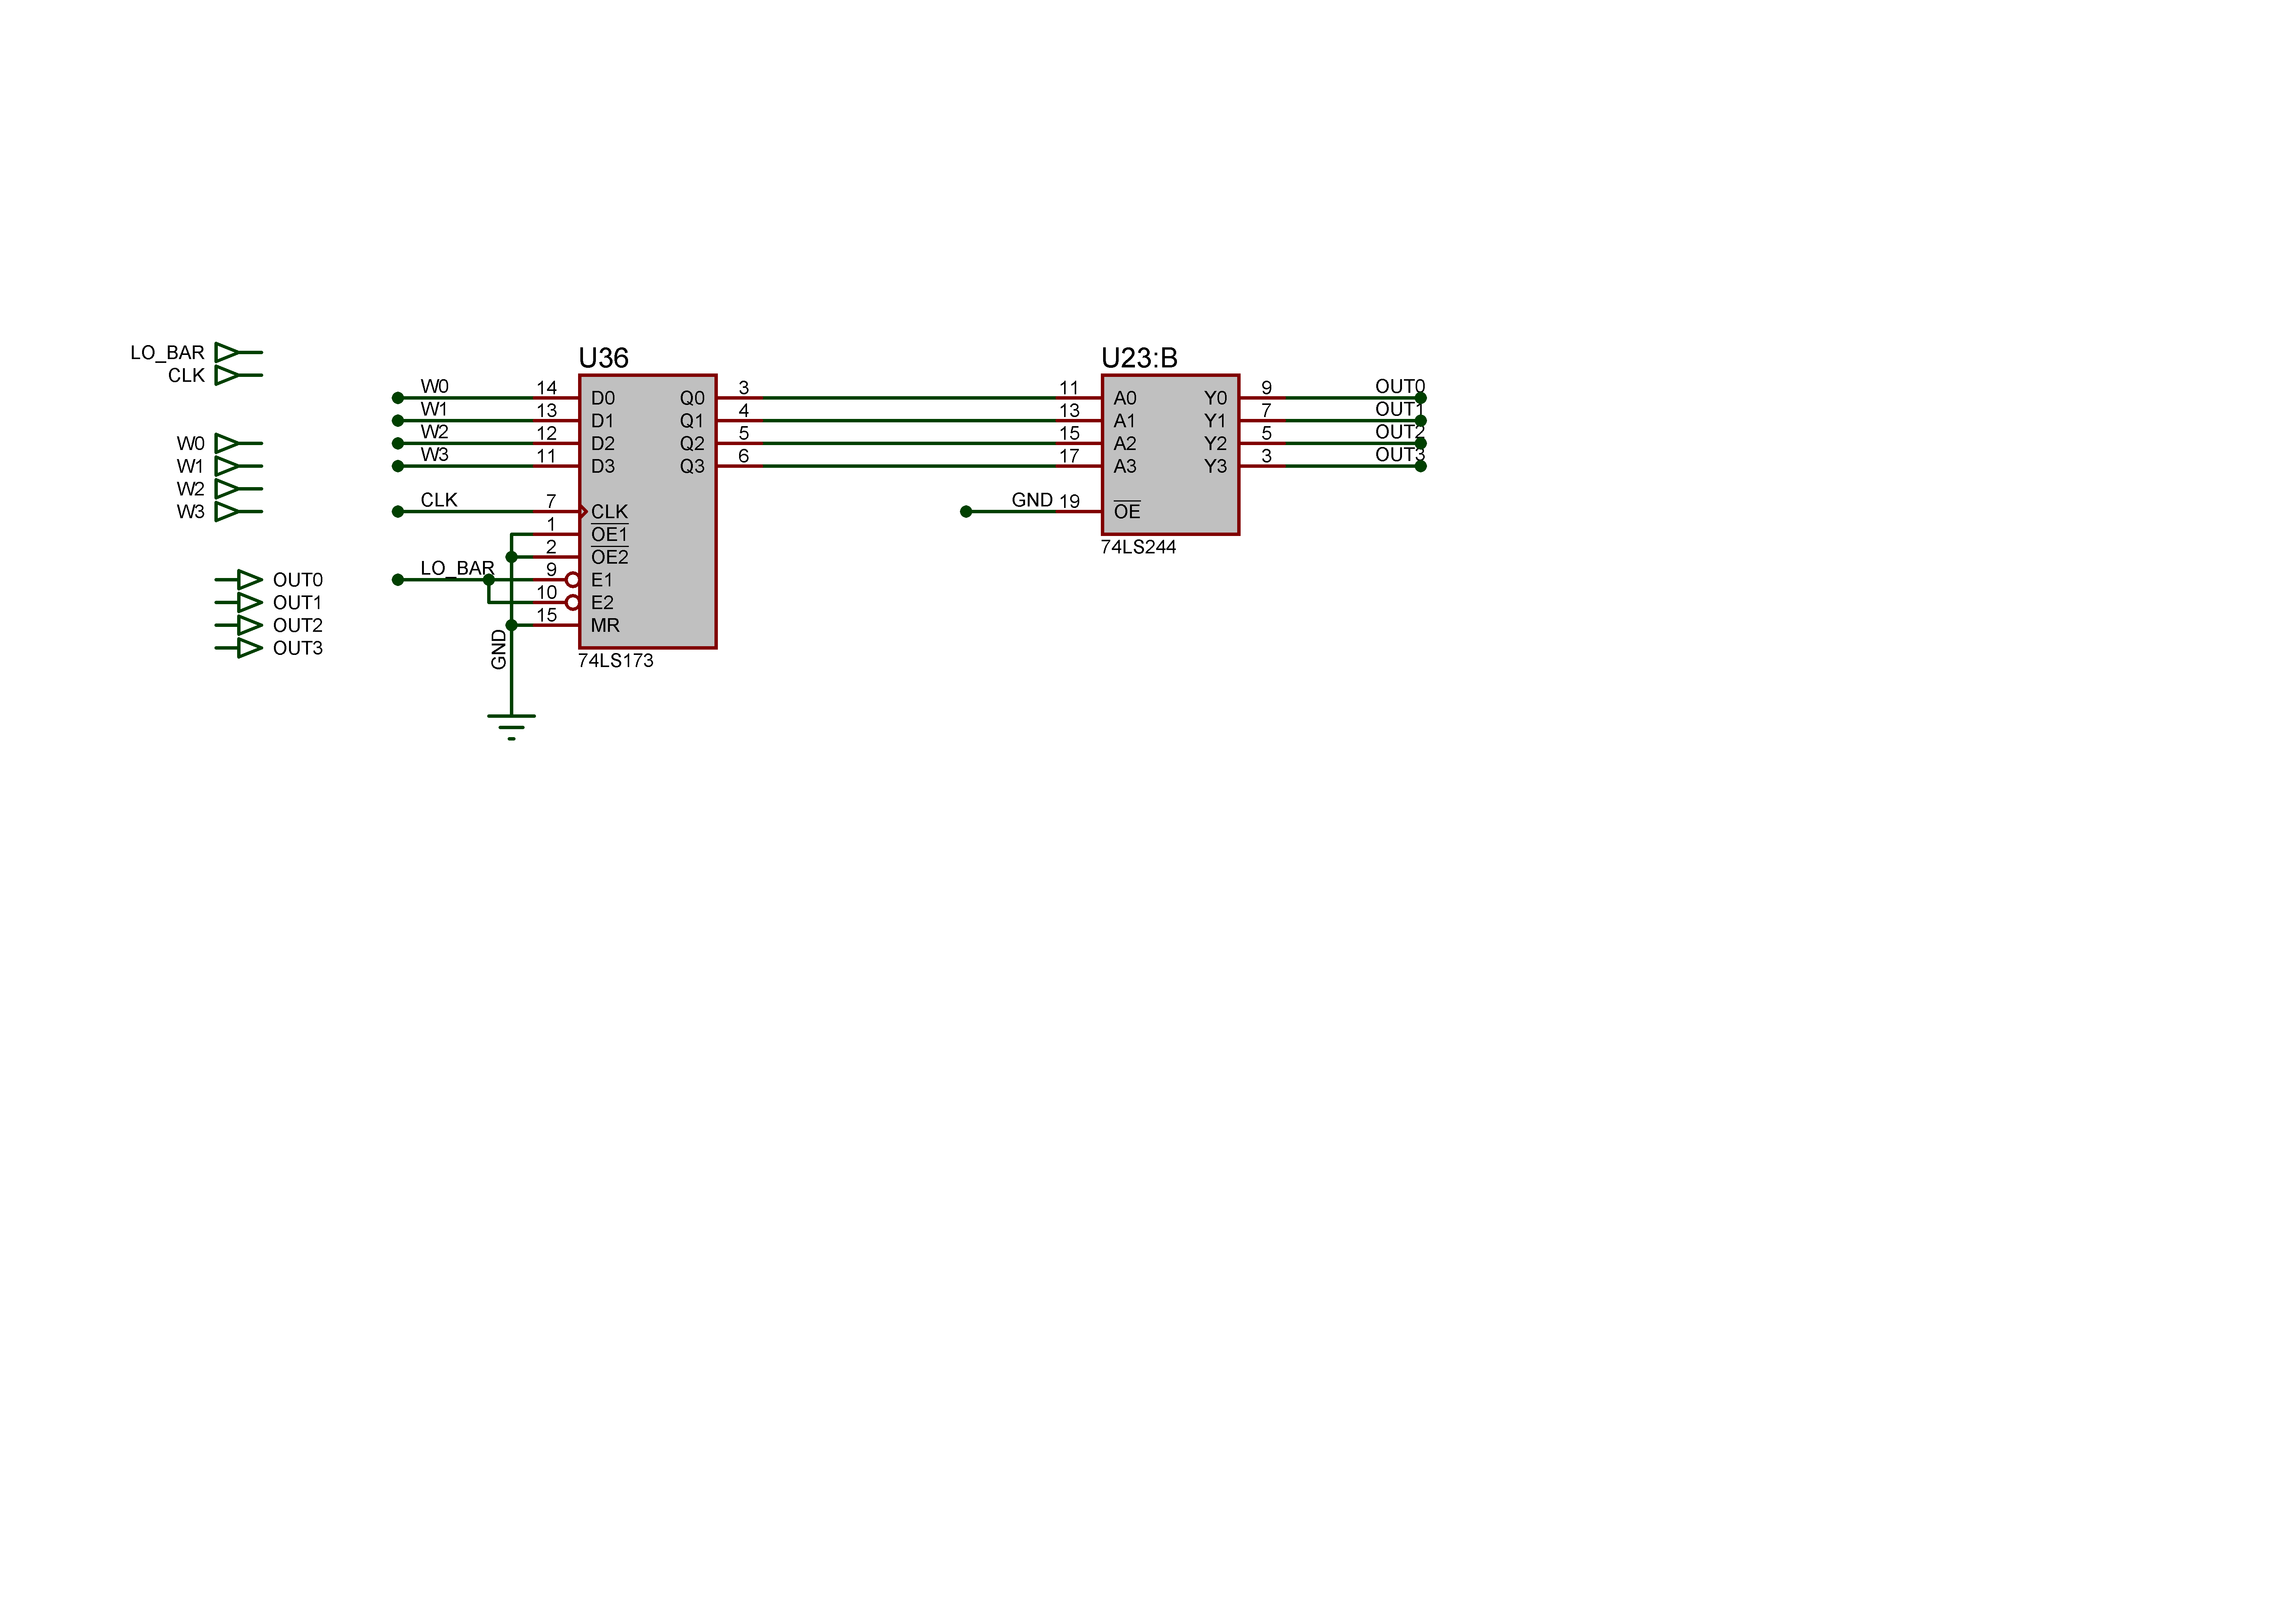 LO_BAR
CLK
W0
W1
W2
W3
OUT0
OUT1
OUT2
OUT3
U36
W0 14 D0 Q0 3
W1 13 D1 Q1 4
W2 12 D2 Q2 5
W3 11 D3 Q3 6
CLK 7 CLK
1 OE1
2 OE2
LO_BAR 9 E1
10 E2
15 MR
GND
74LS173
U23:B
11 A0 Y0 9 OUT0
13 A1 Y1 7 OUT1
15 A2 Y2 5 OUT2
17 A3 Y3 3 OUT3
GND 19 OE
74LS244